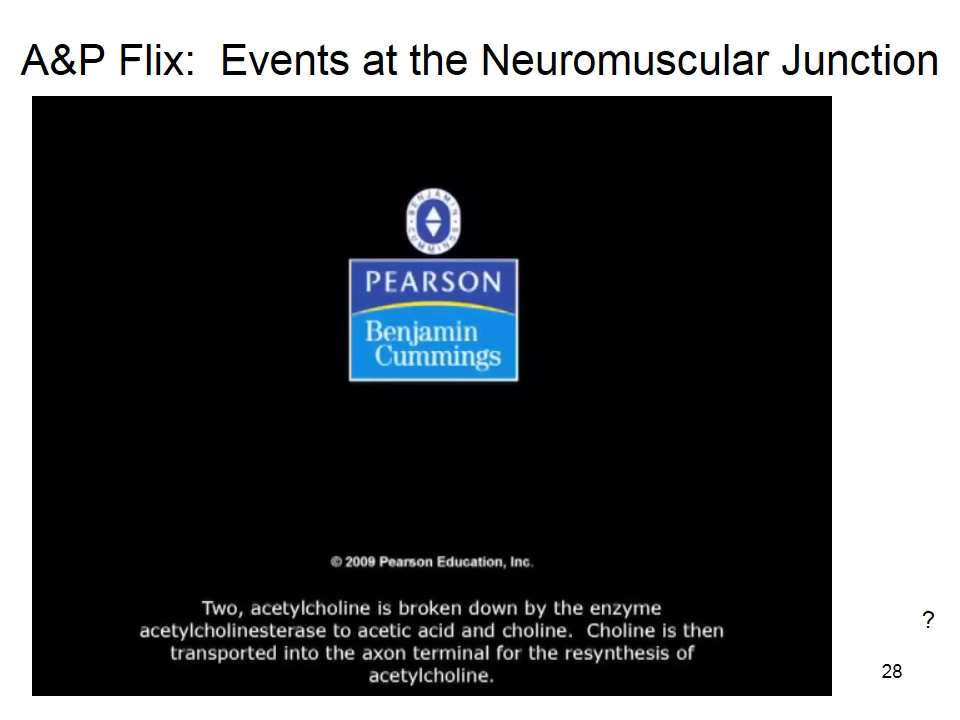 A&P Flix:  Events at the Neuromuscular Junction
BENJAMIN
CUMMINGS
PEARSON
Benjamin
Cummings
© 2009 Pearson Education, Inc.
Two, acetylcholine is broken down by the enzyme
acetylcholinesterase to acetic acid and choline.  Choline is then
transported into the axon terminal for the resynthesis of
acetylcholine.
?
28